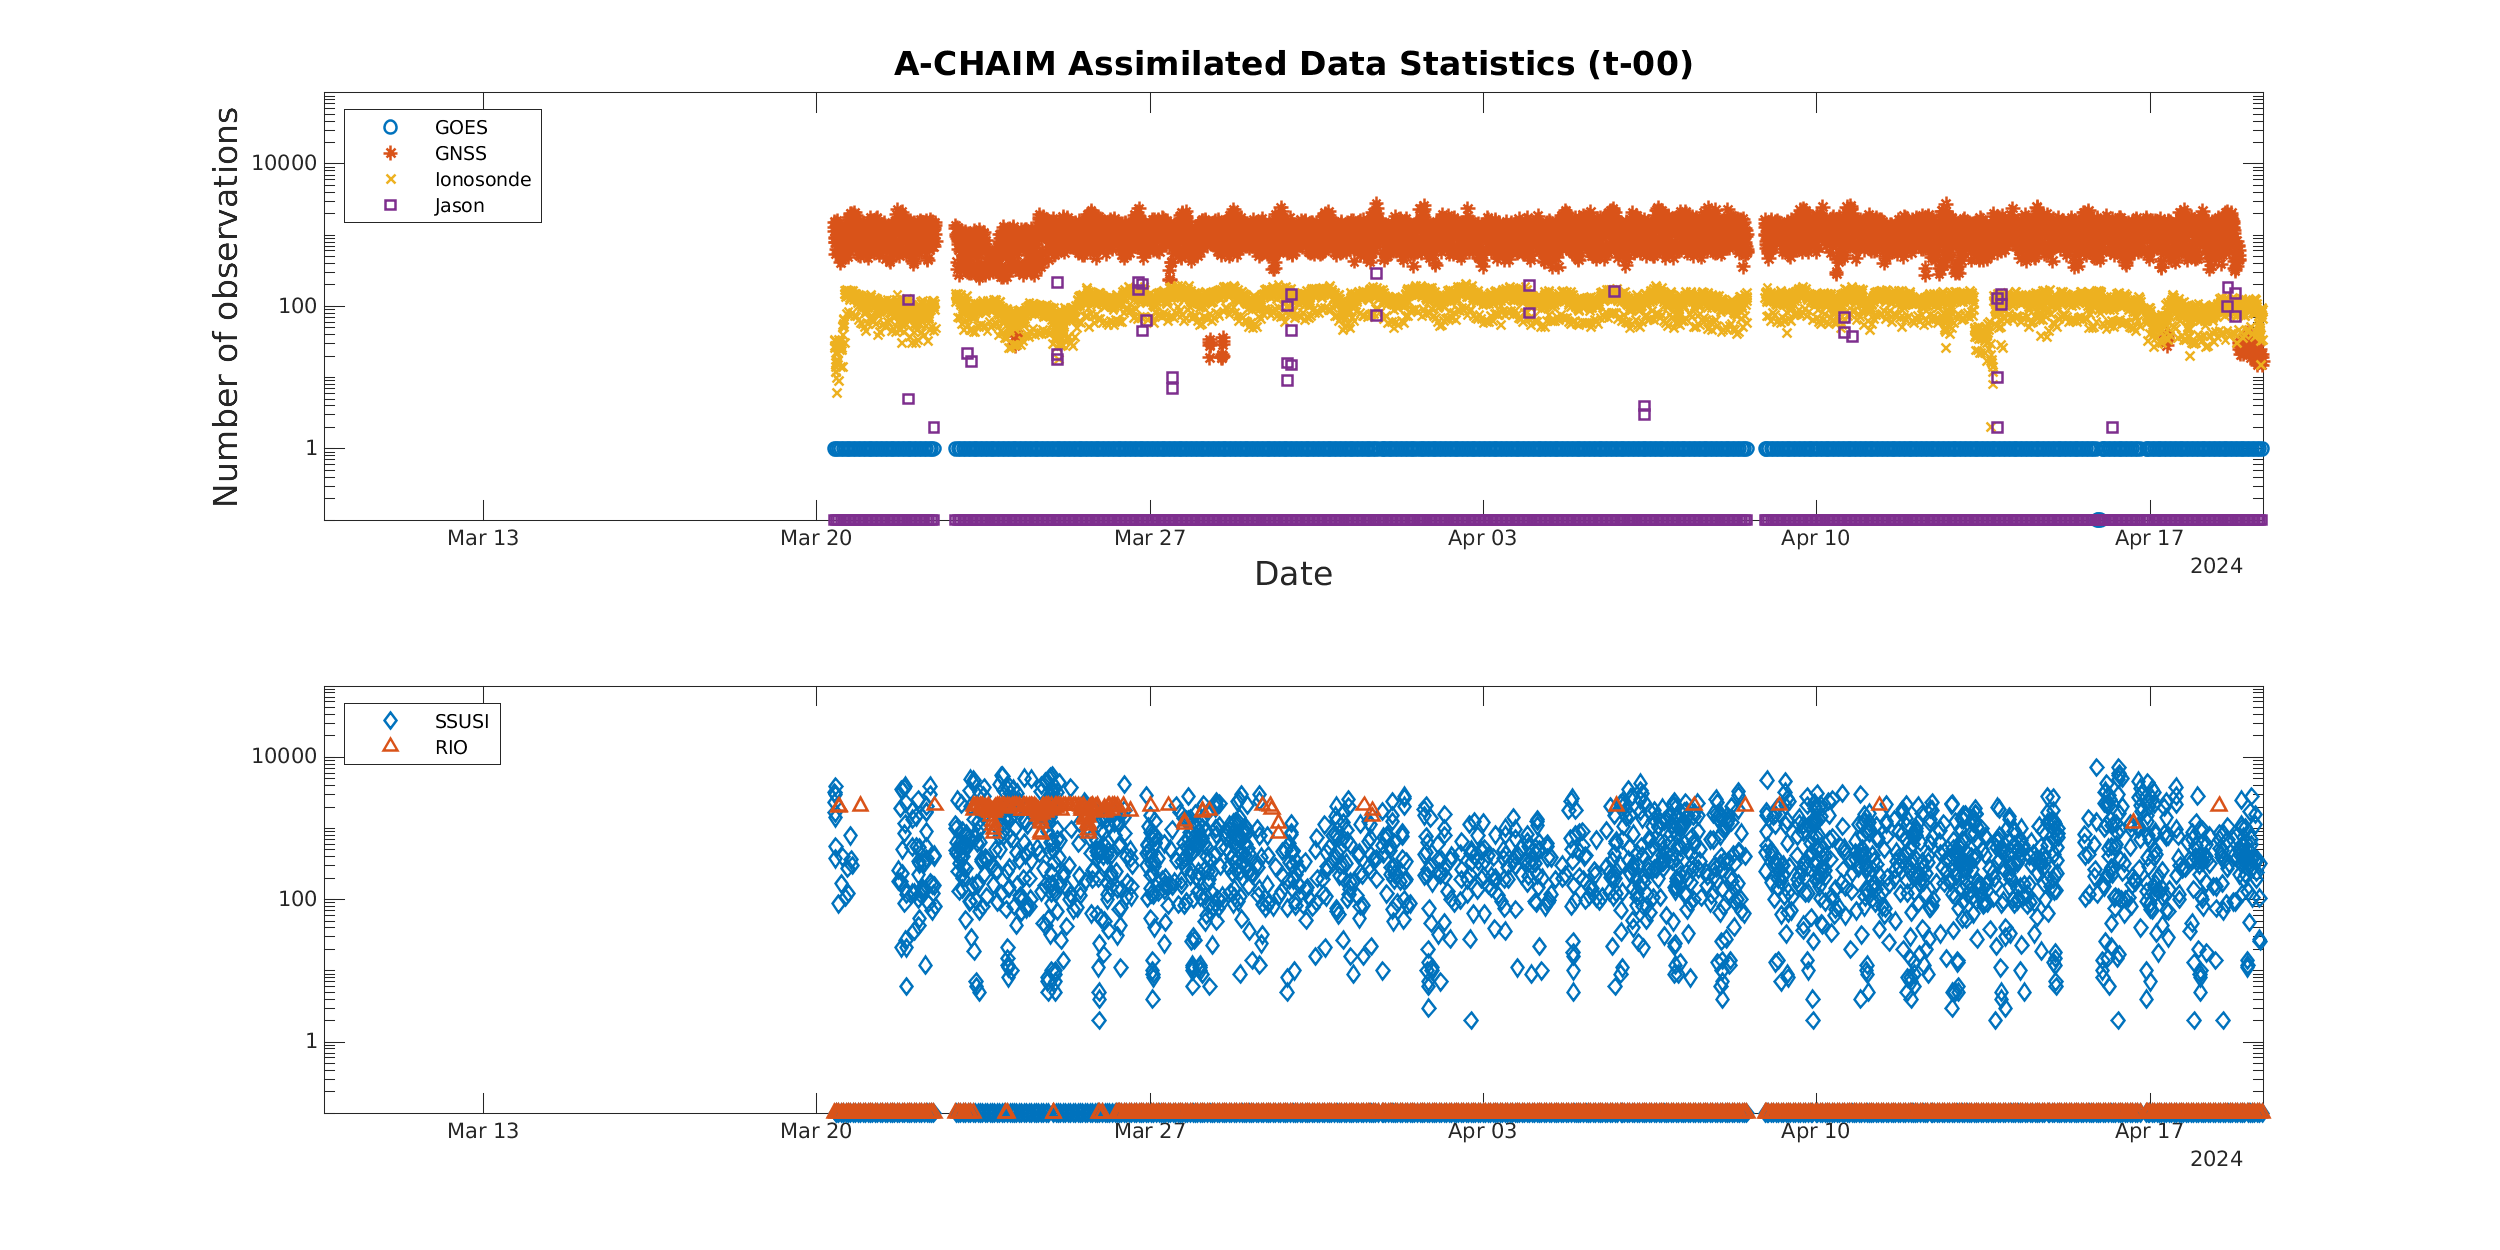 A-CHAIM Assimilated Data Statistics (t-00)
GOES
GNSS
Ionosonde
Jason
Number of observations
10000
100
1
Mar 13
Mar 20
Mar 27
Apr 03
Apr 10
Apr 17
2024
Date
SSUSI
RIO
10000
100
1
Mar 13
Mar 20
Mar 27
Apr 03
Apr 10
Apr 17
2024